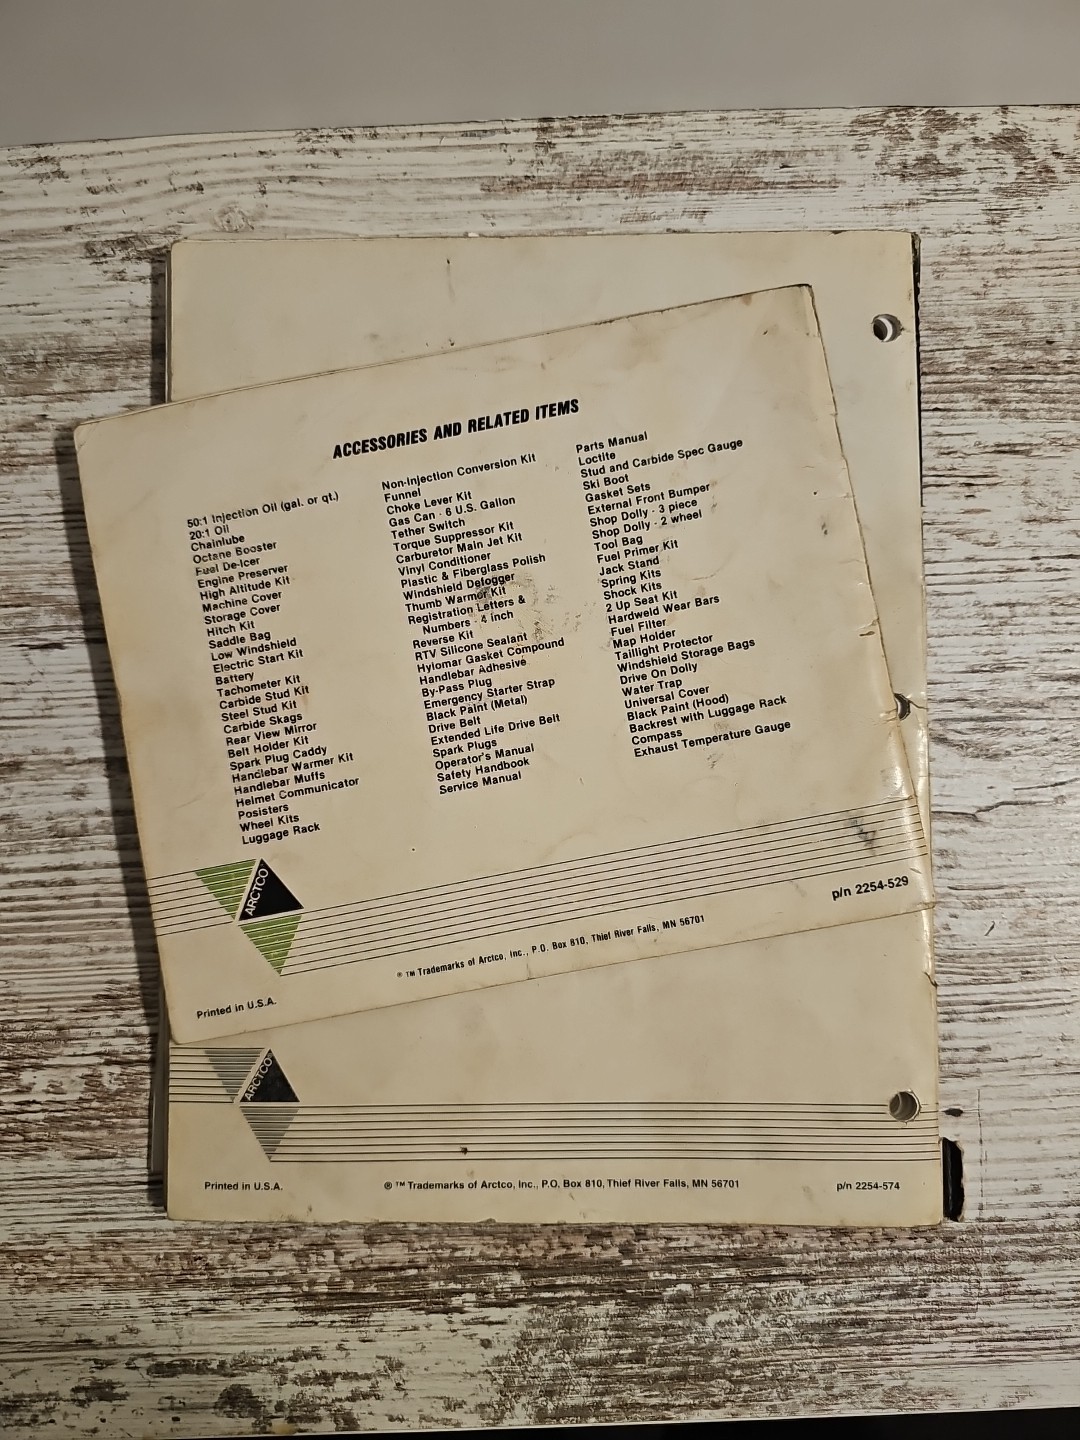 ACCESSORIES AND RELATED ITEMS
50:1 Injection Oil (gal. or qt.)
20:1 Oil
Chainlube
Octane Booster
Fuel De-Icer
Engine Preserver
High Altitude Kit
Machine Cover
Storage Cover
Hitch Kit
Saddle Bag
Low Windshield
Electric Start Kit
Battery
Tachometer Kit
Carbide Stud Kit
Steel Stud Kit
Carbide Skags
Rear View Mirror
Belt Holder Kit
Spark Plug Caddy
Handlebar Warmer Kit
Handlebar Muffs
Helmet Communicator
Posisters
Wheel Kits
Luggage Rack
Non-Injection Conversion Kit
Funnel
Choke Lever Kit
Gas Can - 6 U.S. Gallon
Tether Switch
Torque Suppressor Kit
Carburetor Main Jet Kit
Vinyl Conditioner
Plastic & Fiberglass Polish
Windshield Defogger
Thumb Warmer Kit
Registration Letters &
Numbers - 4 inch
Reverse Kit
RTV Silicone Sealant
Hylomar Gasket Compound
Handlebar Adhesive
By-Pass Plug
Emergency Starter Strap
Black Paint (Metal)
Drive Belt
Extended Life Drive Belt
Spark Plugs
Operator's Manual
Safety Handbook
Service Manual
Parts Manual
Loctite
Stud and Carbide Spec Gauge
Ski Boot
Gasket Sets
External Front Bumper
Shop Dolly - 3 piece
Shop Dolly - 2 wheel
Tool Bag
Fuel Primer Kit
Jack Stand
Spring Kits
Shock Kits
2 Up Seat Kit
Hardweld Wear Bars
Fuel Filter
Map Holder
Taillight Protector
Windshield Storage Bags
Drive On Dolly
Water Trap
Universal Cover
Black Paint (Hood)
Backrest with Luggage Rack
Compass
Exhaust Temperature Gauge
ARCTCO
p/n 2254-529
® ™ Trademarks of Arctco, Inc., P.O. Box 810, Thief River Falls, MN 56701
Printed in U.S.A.
ARCTCO
Printed in U.S.A.
® ™ Trademarks of Arctco, Inc., P.O. Box 810, Thief River Falls, MN 56701
p/n 2254-574